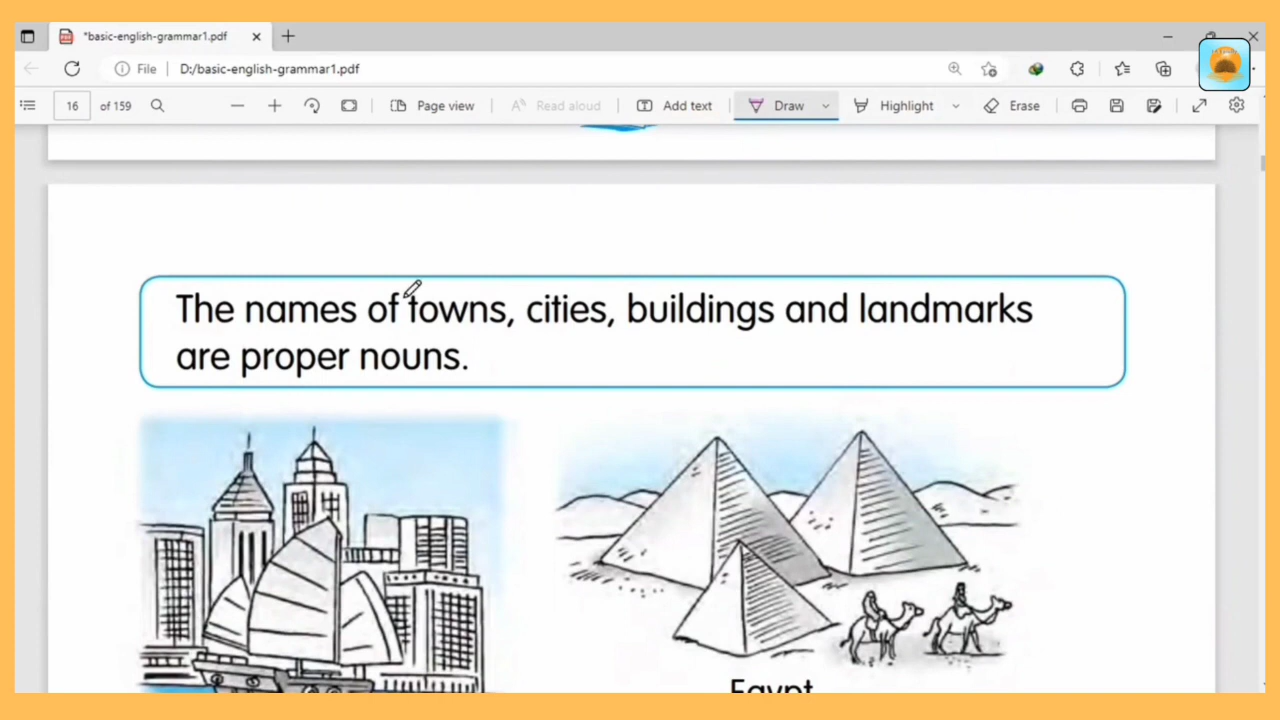 *basic-english-grammar1.pdf
File D:/basic-english-grammar1.pdf
16 of 159 Page view Read aloud Add text Draw Highlight Erase
The names of towns, cities, buildings and landmarks
are proper nouns.
Egypt